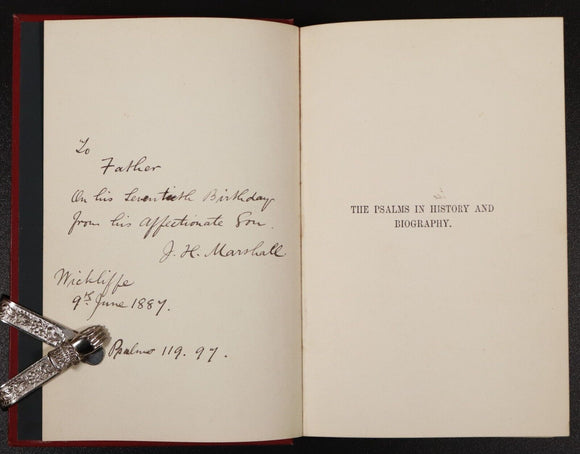 To
Father
On his Seventieth Birthday
from his Affectionate Son.
J. H. Marshall
Wickliffe
9th June 1887.
Psalms 119. 97.
THE PSALMS IN HISTORY AND
BIOGRAPHY.